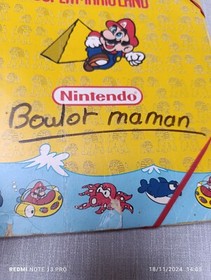 SUPER MARIO LAND
Nintendo
Boulot maman
REDMI NOTE 13 PRO
18/11/2024 14:03